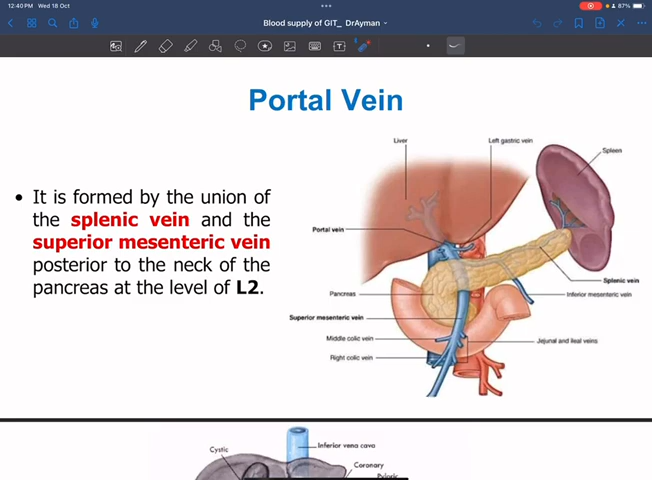 12:40 PM Wed 18 Oct
87%
Blood supply of GIT_ DrAyman
Portal Vein
• It is formed by the union of
the splenic vein and the
superior mesenteric vein
posterior to the neck of the
pancreas at the level of L2.
Liver
Left gastric vein
Spleen
Portal vein
Splenic vein
Pancreas
Inferior mesenteric vein
Superior mesenteric vein
Middle colic vein
Jejunal and ileal veins
Right colic vein
Inferior vena cava
Cystic
Coronary
Pyloric